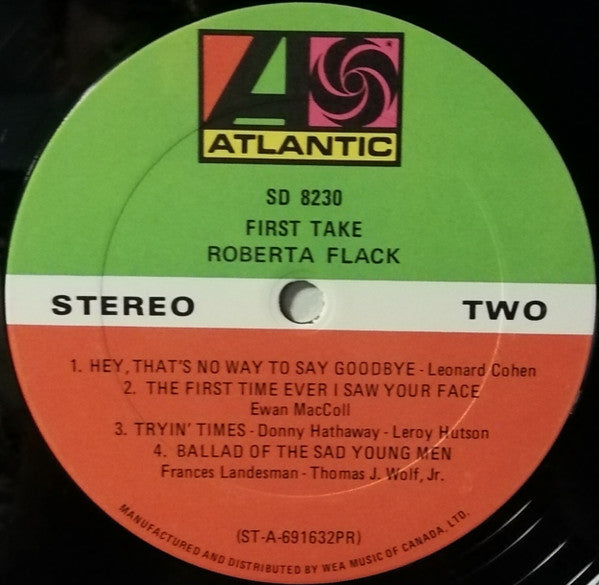 ATLANTIC
SD 8230
FIRST TAKE
ROBERTA FLACK
STEREO TWO
1. HEY, THAT'S NO WAY TO SAY GOODBYE - Leonard Cohen
2. THE FIRST TIME EVER I SAW YOUR FACE
Ewan MacColl
3. TRYIN' TIMES - Donny Hathaway - Leroy Hutson
4. BALLAD OF THE SAD YOUNG MEN
Frances Landesman - Thomas J. Wolf, Jr.
(ST-A-691632PR)
MANUFACTURED AND DISTRIBUTED BY WEA MUSIC OF CANADA, LTD.